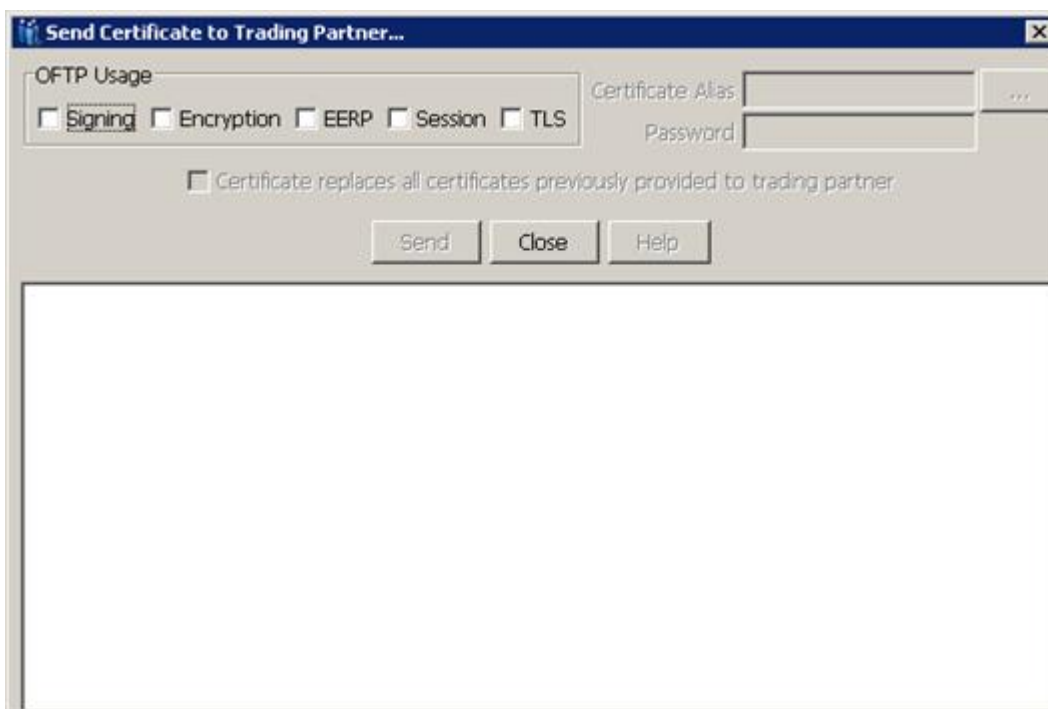 Send Certificate to Trading Partner...
OFTP Usage
Signing Encryption EERP Session TLS
Certificate Alias ...
Password
Certificate replaces all certificates previously provided to trading partner
Send Close Help